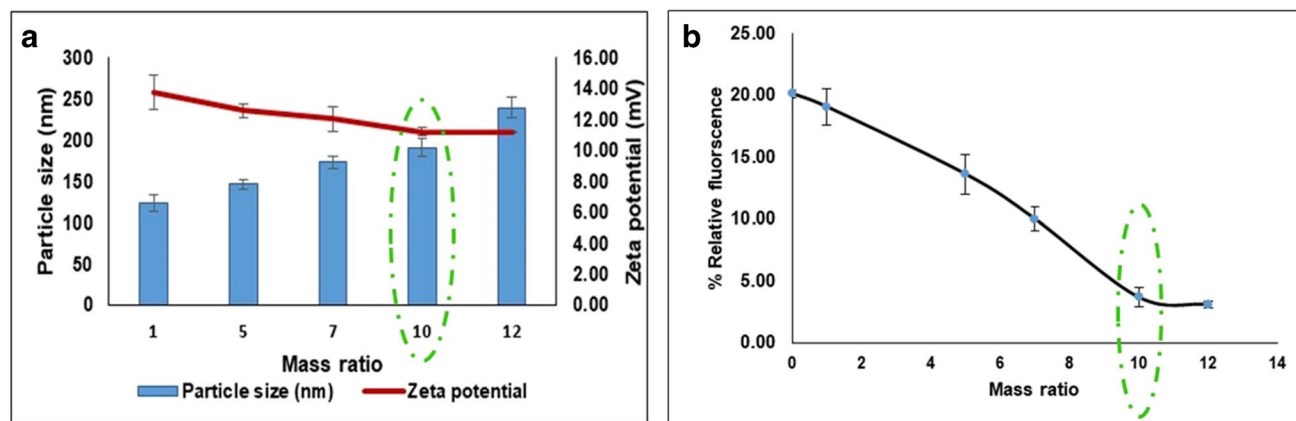 a
300
250
200
150
100
50
0
Particle size (nm)
16.00
14.00
12.00
10.00
8.00
6.00
4.00
2.00
0.00
Zeta potential (mV)
1 5 7 10 12
Mass ratio
Particle size (nm) Zeta potential
b
25.00
20.00
15.00
10.00
5.00
0.00
% Relative fluorescence
0 2 4 6 8 10 12 14
Mass ratio